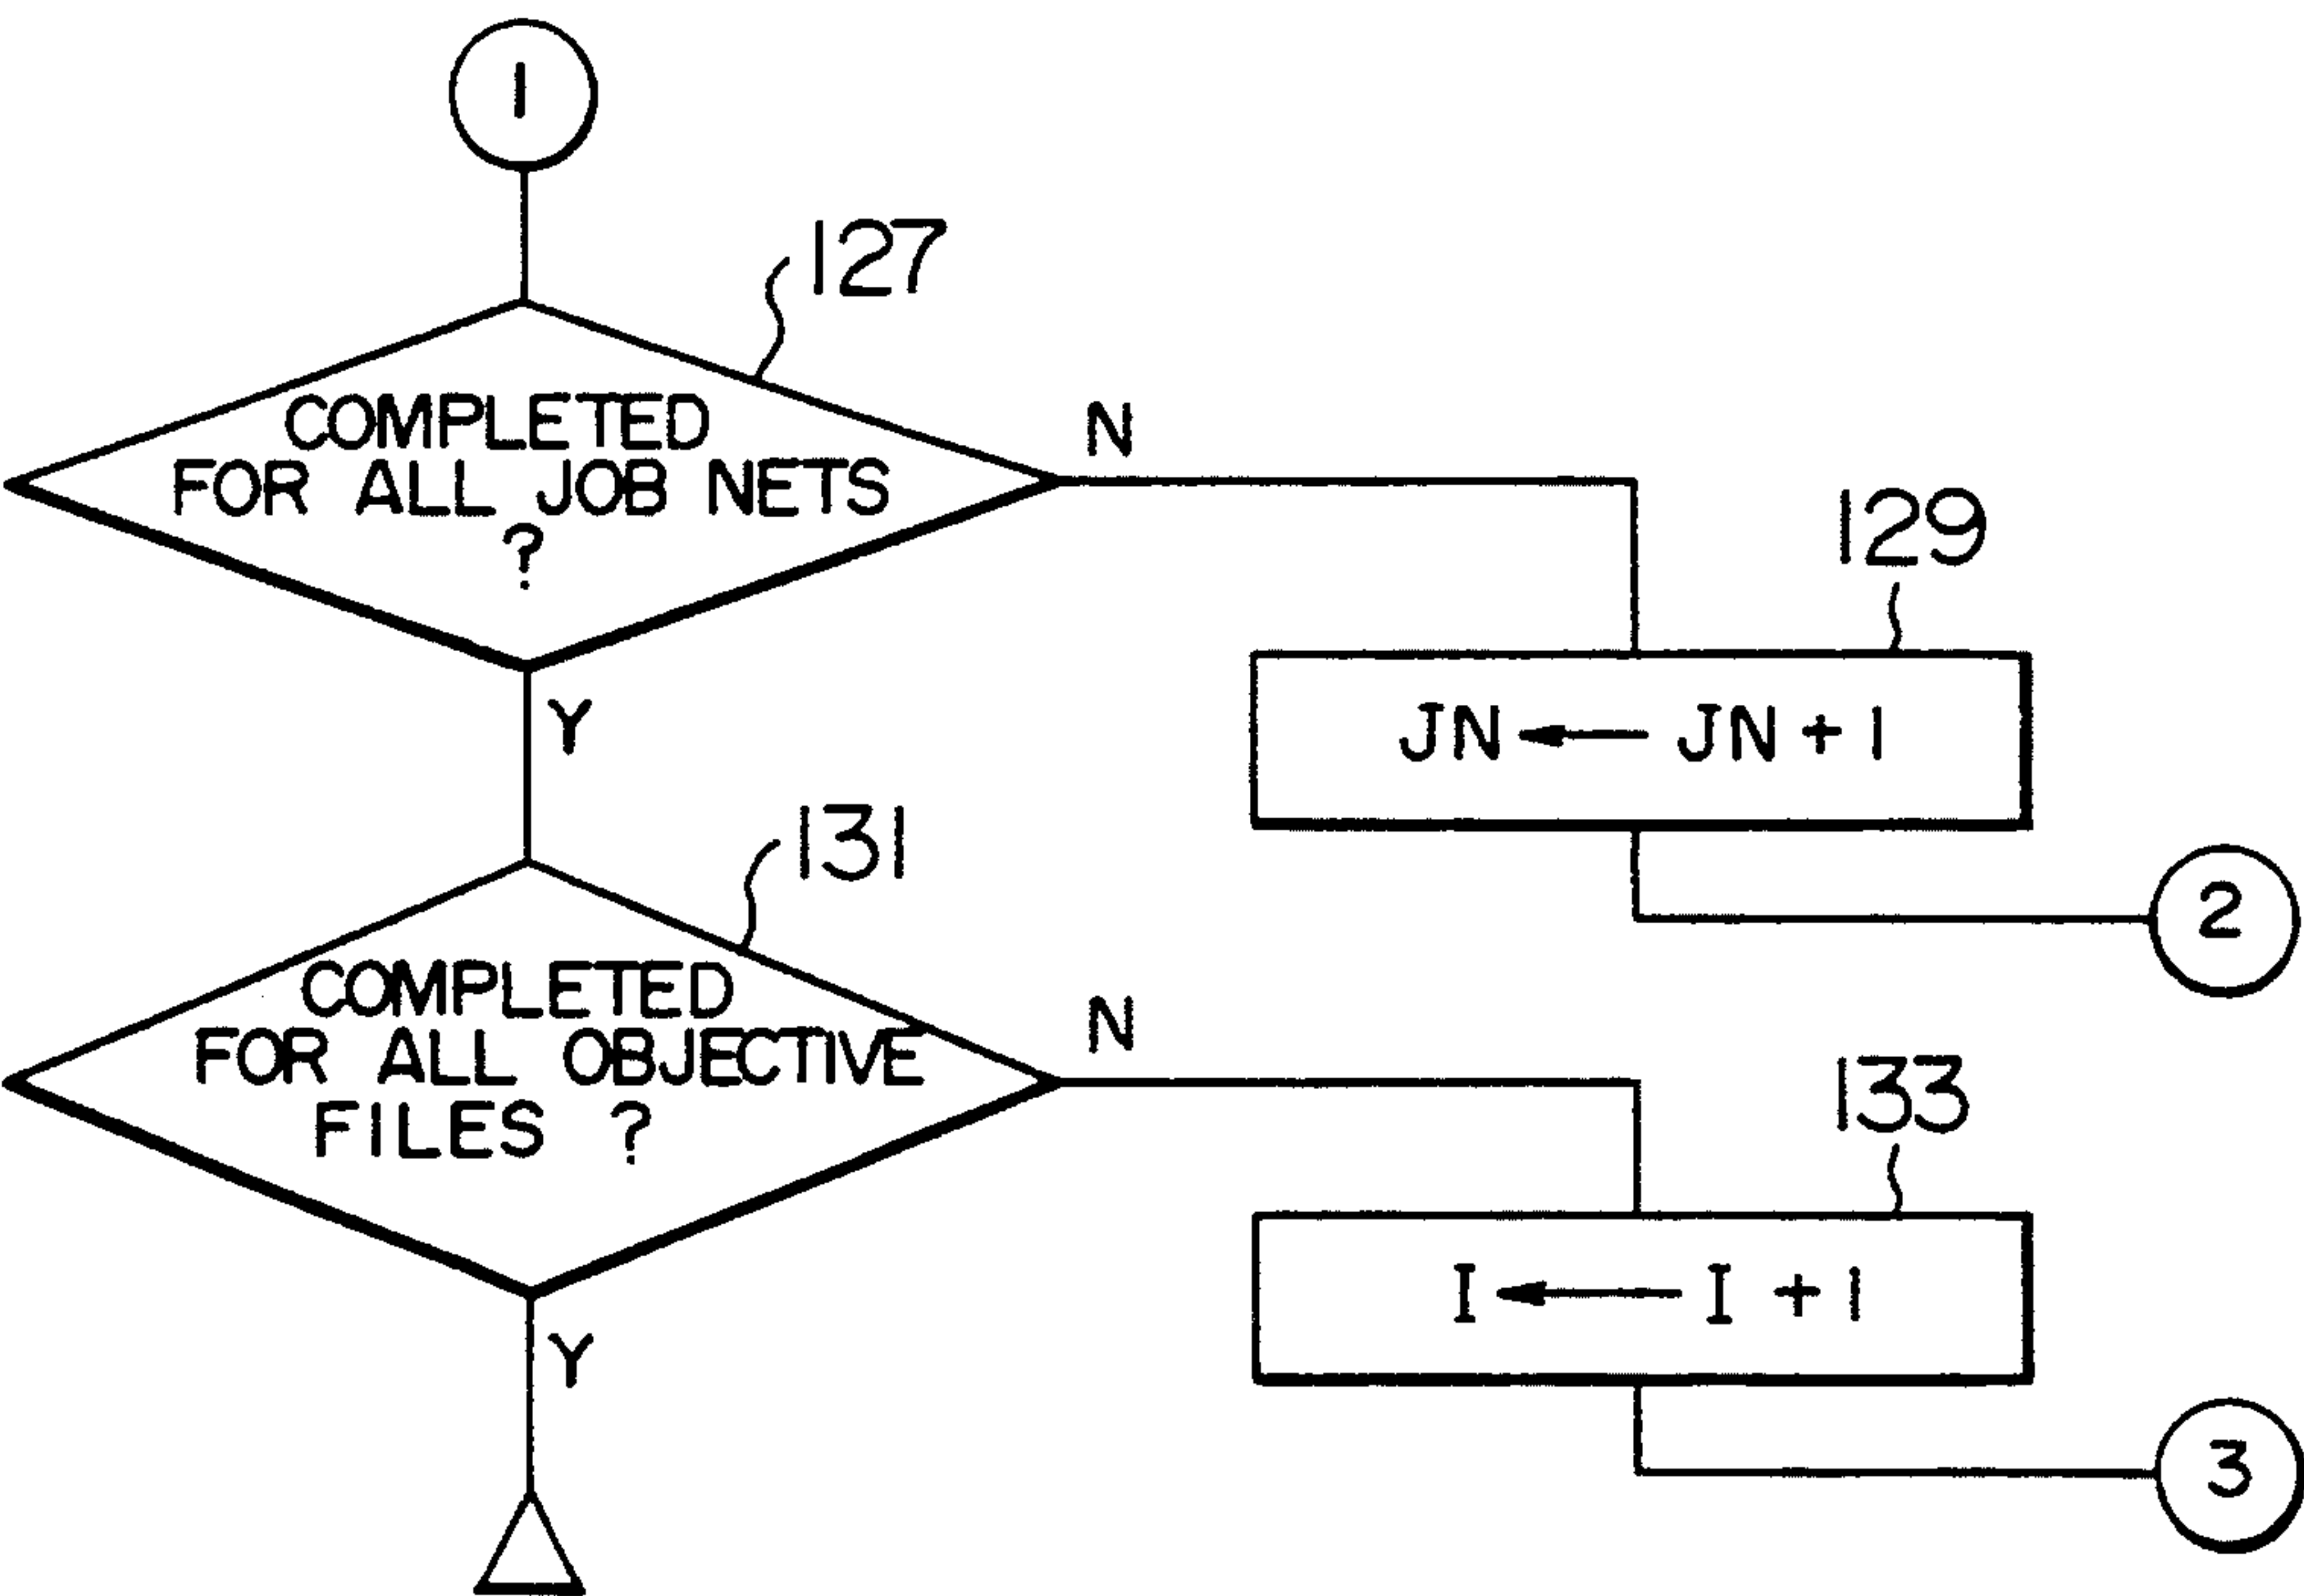 1
127
COMPLETED
FOR ALL JOB NETS
?
N
129
JN ← JN + 1
Y
2
131
COMPLETED
FOR ALL OBJECTIVE
FILES ?
N
133
I ← I + 1
Y
3